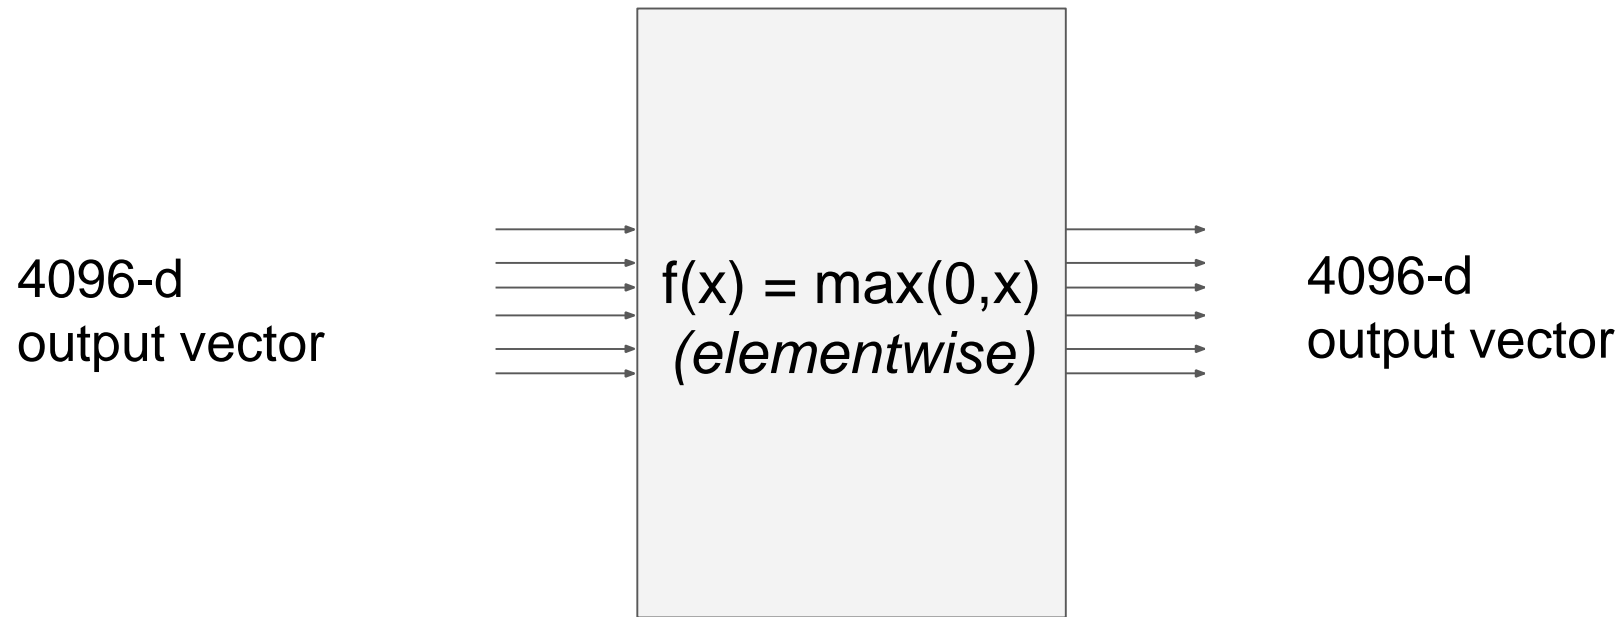 4096-d
output vector
f(x) = max(0,x)
(elementwise)
4096-d
output vector